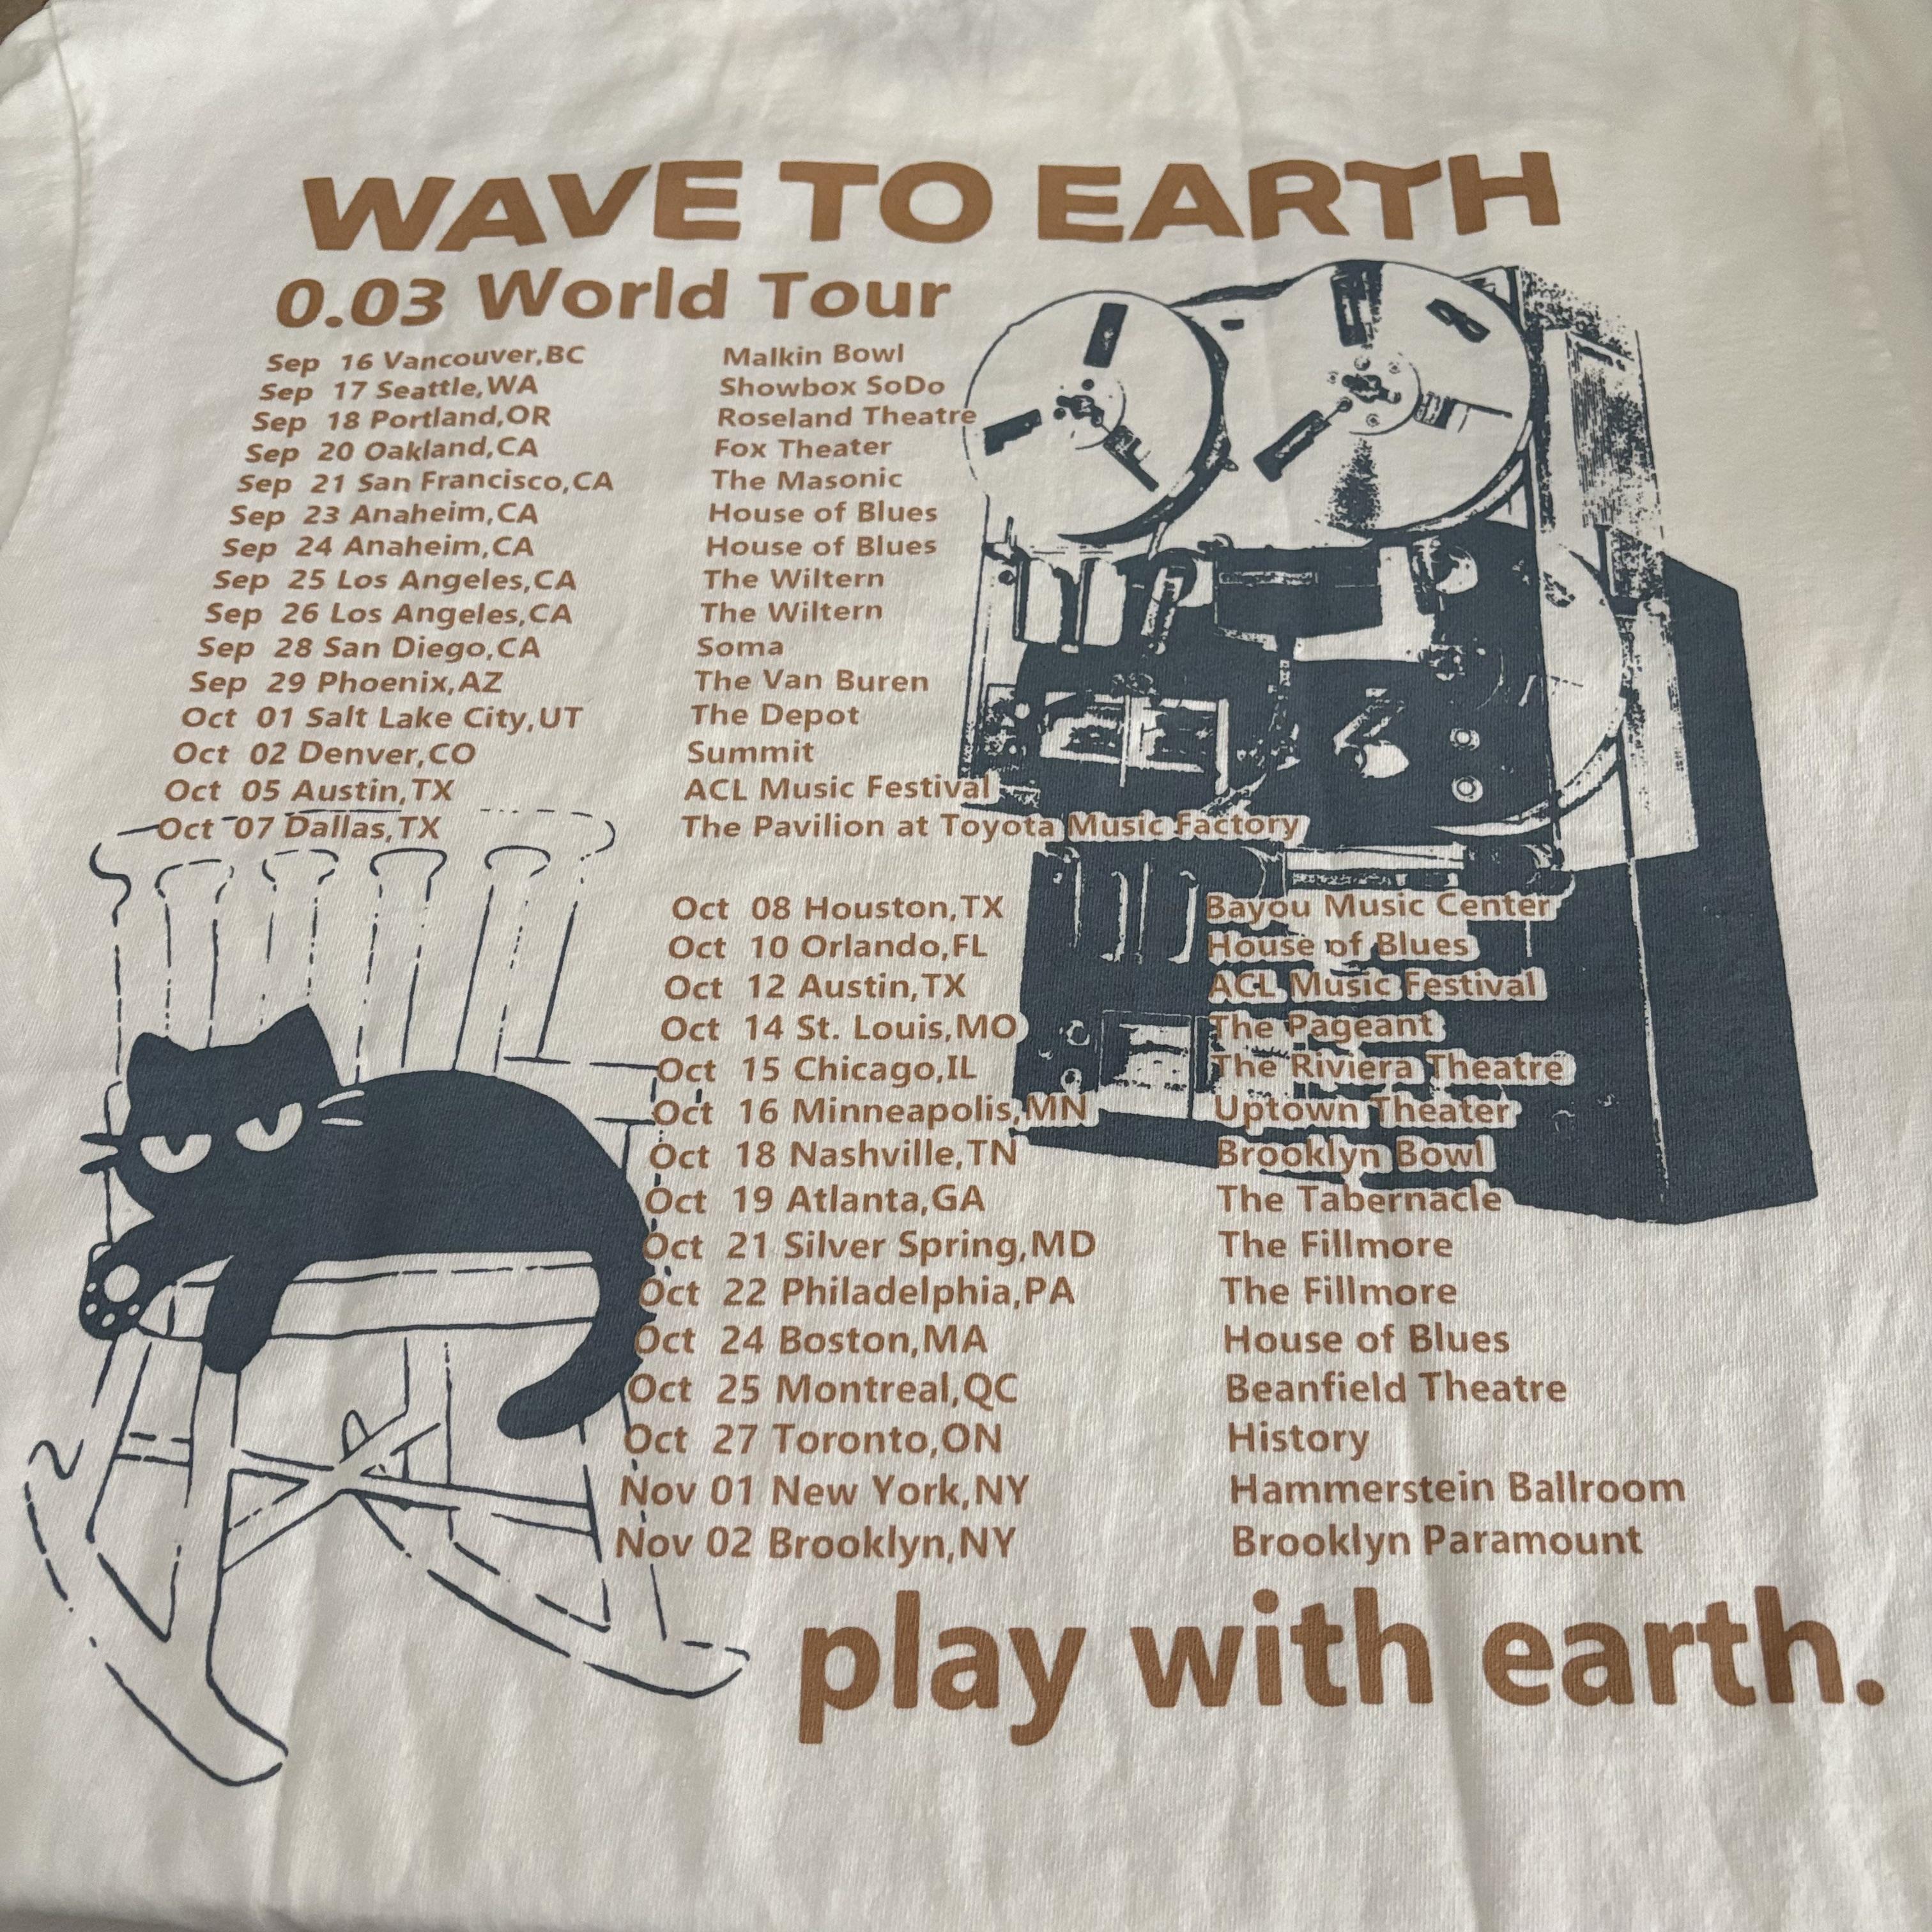 WAVE TO EARTH
0.03 World Tour
Sep 16 Vancouver,BC Malkin Bowl
Sep 17 Seattle,WA Showbox SoDo
Sep 18 Portland,OR Roseland Theatre
Sep 20 Oakland,CA Fox Theater
Sep 21 San Francisco,CA The Masonic
Sep 23 Anaheim,CA House of Blues
Sep 24 Anaheim,CA House of Blues
Sep 25 Los Angeles,CA The Wiltern
Sep 26 Los Angeles,CA The Wiltern
Sep 28 San Diego,CA Soma
Sep 29 Phoenix,AZ The Van Buren
Oct 01 Salt Lake City,UT The Depot
Oct 02 Denver,CO Summit
Oct 05 Austin,TX ACL Music Festival
Oct 07 Dallas,TX The Pavilion at Toyota Music Factory
Oct 08 Houston,TX Bayou Music Center
Oct 10 Orlando,FL House of Blues
Oct 12 Austin,TX ACL Music Festival
Oct 14 St. Louis,MO The Pageant
Oct 15 Chicago,IL The Riviera Theatre
Oct 16 Minneapolis,MN Uptown Theater
Oct 18 Nashville,TN Brooklyn Bowl
Oct 19 Atlanta,GA The Tabernacle
Oct 21 Silver Spring,MD The Fillmore
Oct 22 Philadelphia,PA The Fillmore
Oct 24 Boston,MA House of Blues
Oct 25 Montreal,QC Beanfield Theatre
Oct 27 Toronto,ON History
Nov 01 New York,NY Hammerstein Ballroom
Nov 02 Brooklyn,NY Brooklyn Paramount
play with earth.